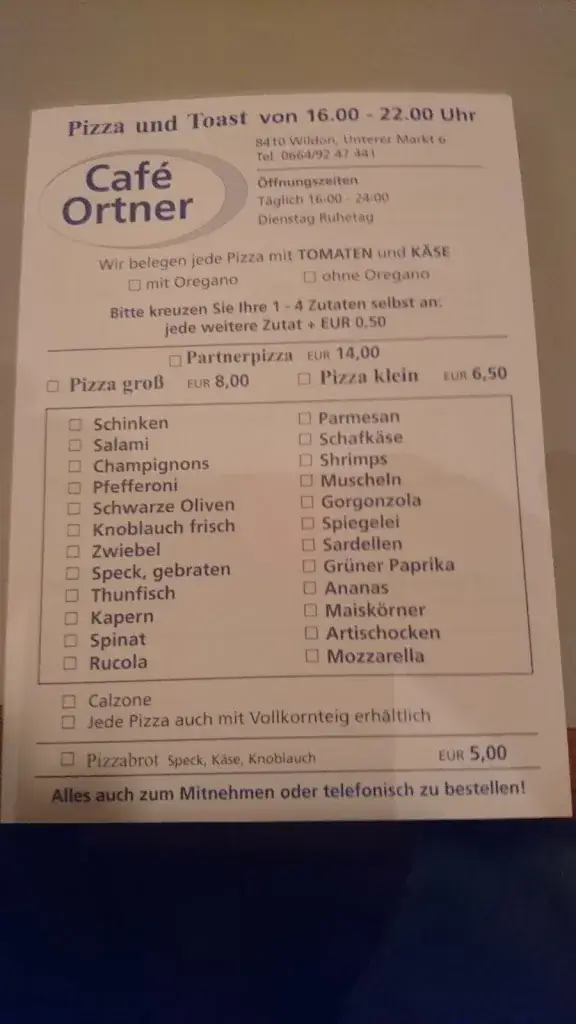 Pizza und Toast von 16.00 - 22.00 Uhr
8410 Wildon, Unterer Markt 6
Tel. 0664/92 47 441
Café
Ortner
Öffnungszeiten
Täglich 16:00 - 24:00
Dienstag Ruhetag
Wir belegen jede Pizza mit TOMATEN und KÄSE
☐ mit Oregano ☐ ohne Oregano
Bitte kreuzen Sie Ihre 1 - 4 Zutaten selbst an:
jede weitere Zutat + EUR 0,50
☐ Partnerpizza EUR 14,00
☐ Pizza groß EUR 8,00 ☐ Pizza klein EUR 6,50
☐ Schinken
☐ Salami
☐ Champignons
☐ Pfefferoni
☐ Schwarze Oliven
☐ Knoblauch frisch
☐ Zwiebel
☐ Speck, gebraten
☐ Thunfisch
☐ Kapern
☐ Spinat
☐ Rucola
☐ Parmesan
☐ Schafkäse
☐ Shrimps
☐ Muscheln
☐ Gorgonzola
☐ Spiegelei
☐ Sardellen
☐ Grüner Paprika
☐ Ananas
☐ Maiskörner
☐ Artischocken
☐ Mozzarella
☐ Calzone
☐ Jede Pizza auch mit Vollkornteig erhältlich
☐ Pizzabrot Speck, Käse, Knoblauch EUR 5,00
Alles auch zum Mitnehmen oder telefonisch zu bestellen!